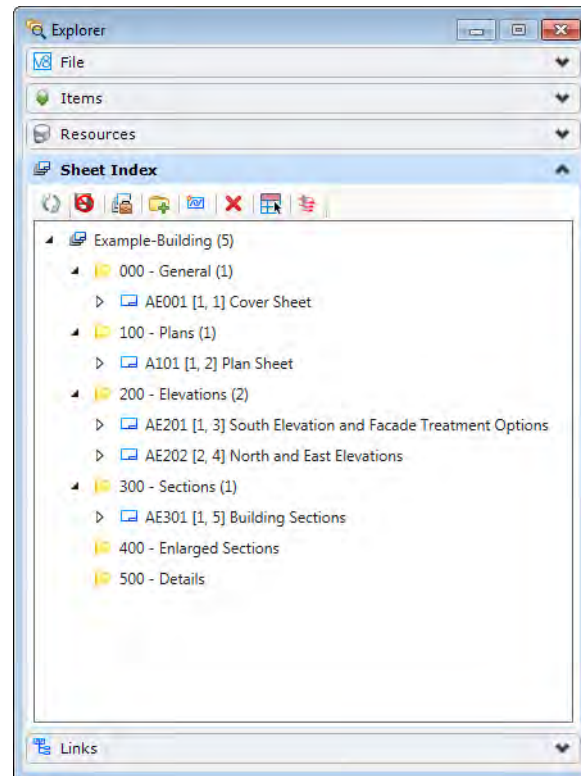 Explorer
V8 File
Items
Resources
Sheet Index
Example-Building (5)
000 - General (1)
AE001 [1, 1] Cover Sheet
100 - Plans (1)
A101 [1, 2] Plan Sheet
200 - Elevations (2)
AE201 [1, 3] South Elevation and Facade Treatment Options
AE202 [2, 4] North and East Elevations
300 - Sections (1)
AE301 [1, 5] Building Sections
400 - Enlarged Sections
500 - Details
Links